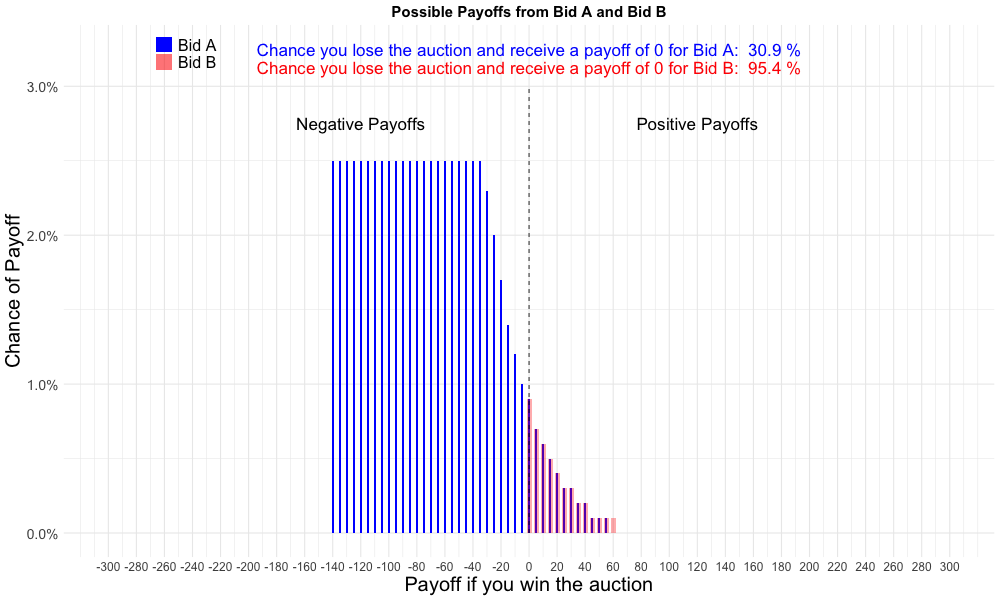 Possible Payoffs from Bid A and Bid B
Bid A
Bid B
Chance you lose the auction and receive a payoff of 0 for Bid A:  30.9 %
Chance you lose the auction and receive a payoff of 0 for Bid B:  95.4 %
Negative Payoffs
Positive Payoffs
Chance of Payoff
3.0%
2.0%
1.0%
0.0%
-300 -280 -260 -240 -220 -200 -180 -160 -140 -120 -100 -80 -60 -40 -20 0 20 40 60 80 100 120 140 160 180 200 220 240 260 280 300
Payoff if you win the auction